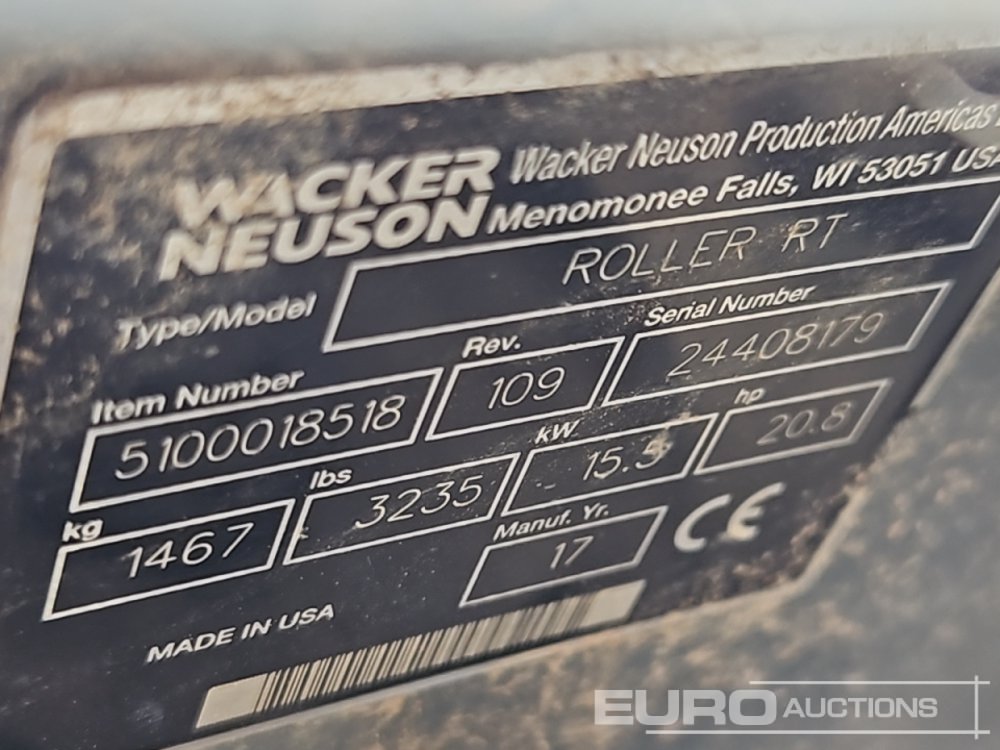 WACKER NEUSON
Wacker Neuson Production Americas
Menomonee Falls, WI 53051 USA
Type/Model
ROLLER RT
Item Number
Rev.
Serial Number
5100018518
109
24408179
kg
lbs
kW
hp
1467
3235
15.5
20.8
Manuf. Yr.
17
CE
MADE IN USA
EURO AUCTIONS